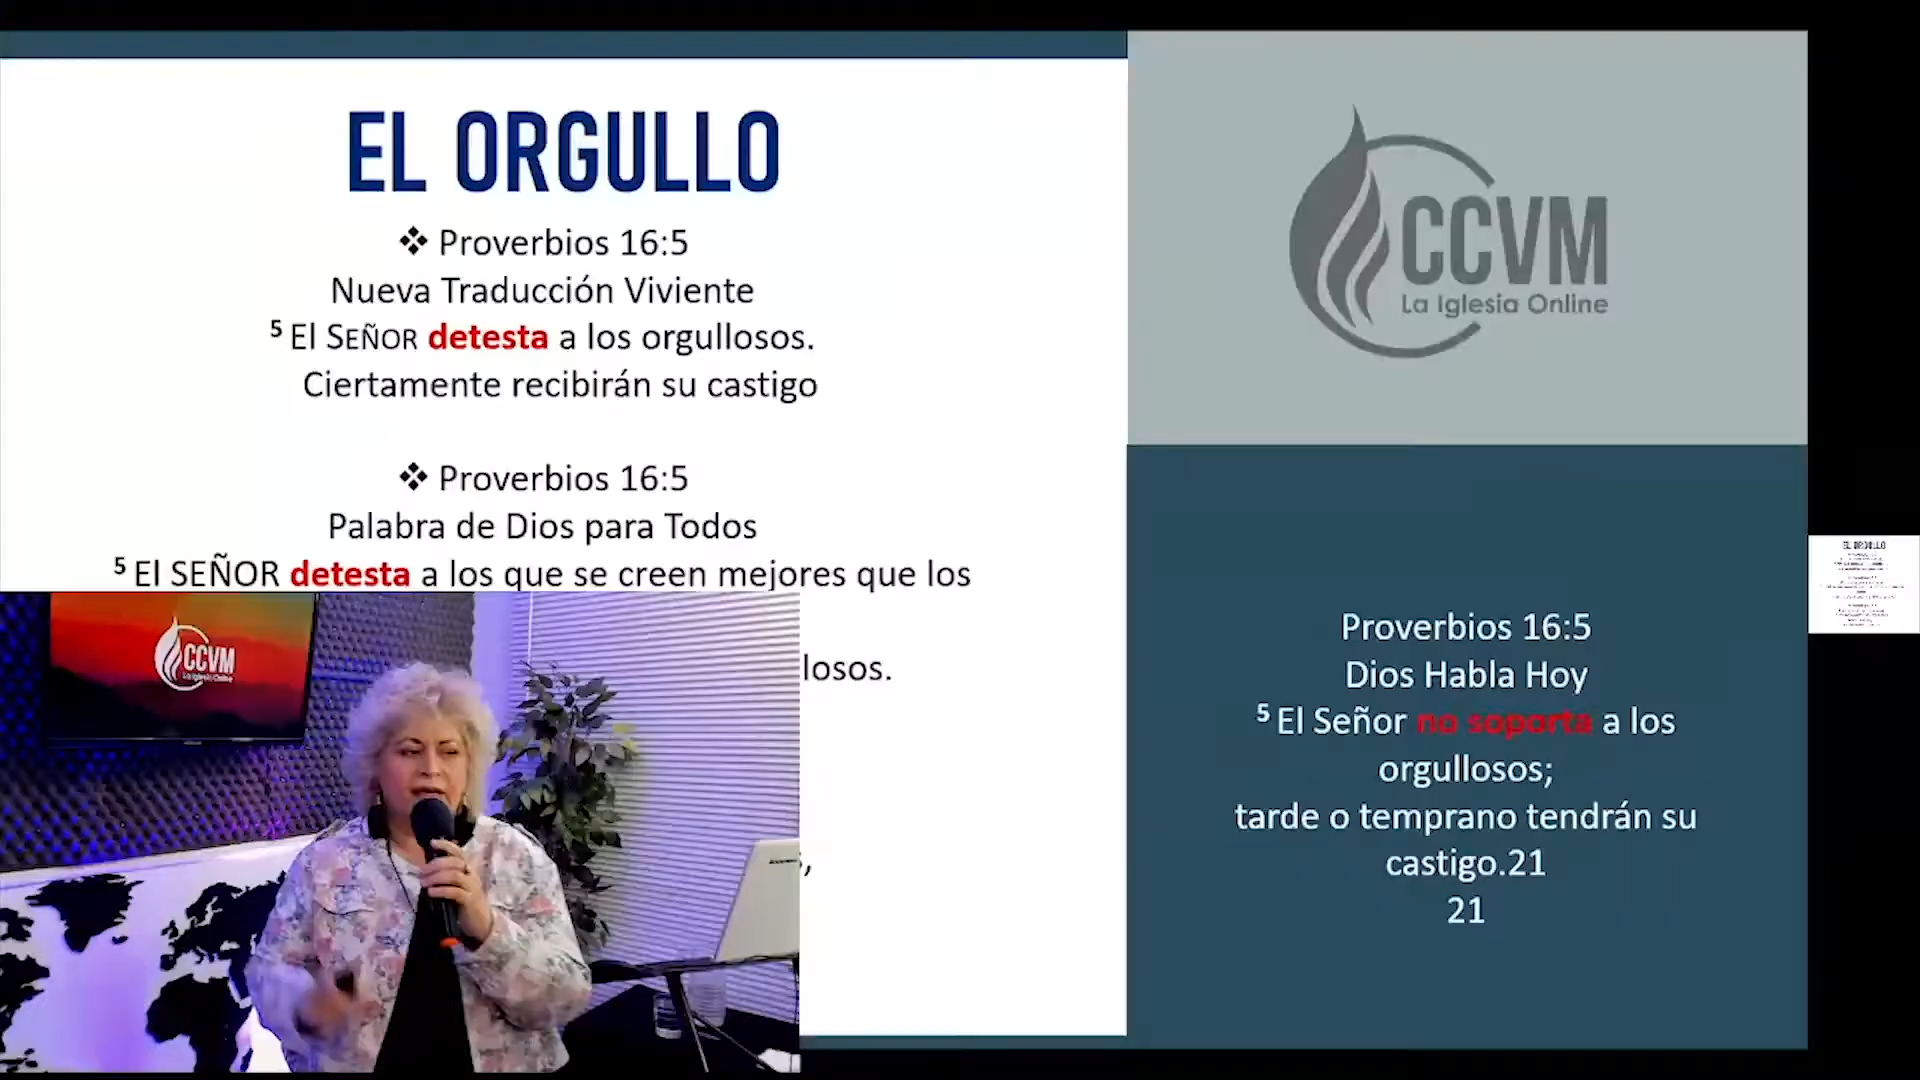 EL ORGULLO
❖ Proverbios 16:5
Nueva Traducción Viviente
5 El SEÑOR detesta a los orgullosos.
Ciertamente recibirán su castigo
❖ Proverbios 16:5
Palabra de Dios para Todos
5 El SEÑOR detesta a los que se creen mejores que los
losos.
CCVM
La Iglesia Online
Proverbios 16:5
Dios Habla Hoy
5 El Señor no soporta a los
orgullosos;
tarde o temprano tendrán su
castigo.21
21
CCVM
La Iglesia Online
EL ORGULLO